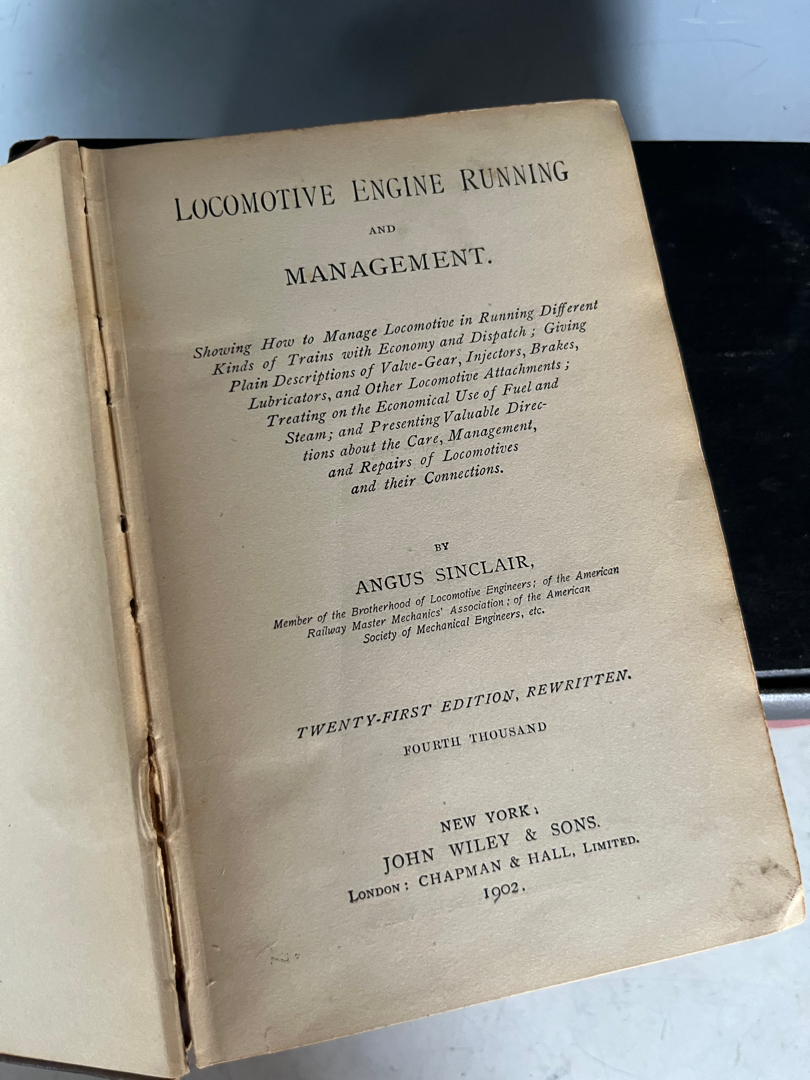 LOCOMOTIVE ENGINE RUNNING
AND
MANAGEMENT.
Showing How to Manage Locomotive in Running Different
Kinds of Trains with Economy and Dispatch; Giving
Plain Descriptions of Valve-Gear, Injectors, Brakes,
Lubricators, and Other Locomotive Attachments;
Treating on the Economical Use of Fuel and
Steam; and Presenting Valuable Direc-
tions about the Care, Management,
and Repairs of Locomotives
and their Connections.
BY
ANGUS SINCLAIR,
Member of the Brotherhood of Locomotive Engineers; of the American
Railway Master Mechanics' Association; of the American
Society of Mechanical Engineers, etc.
TWENTY-FIRST EDITION, REWRITTEN.
FOURTH THOUSAND
NEW YORK:
JOHN WILEY & SONS.
LONDON: CHAPMAN & HALL, LIMITED.
1902.